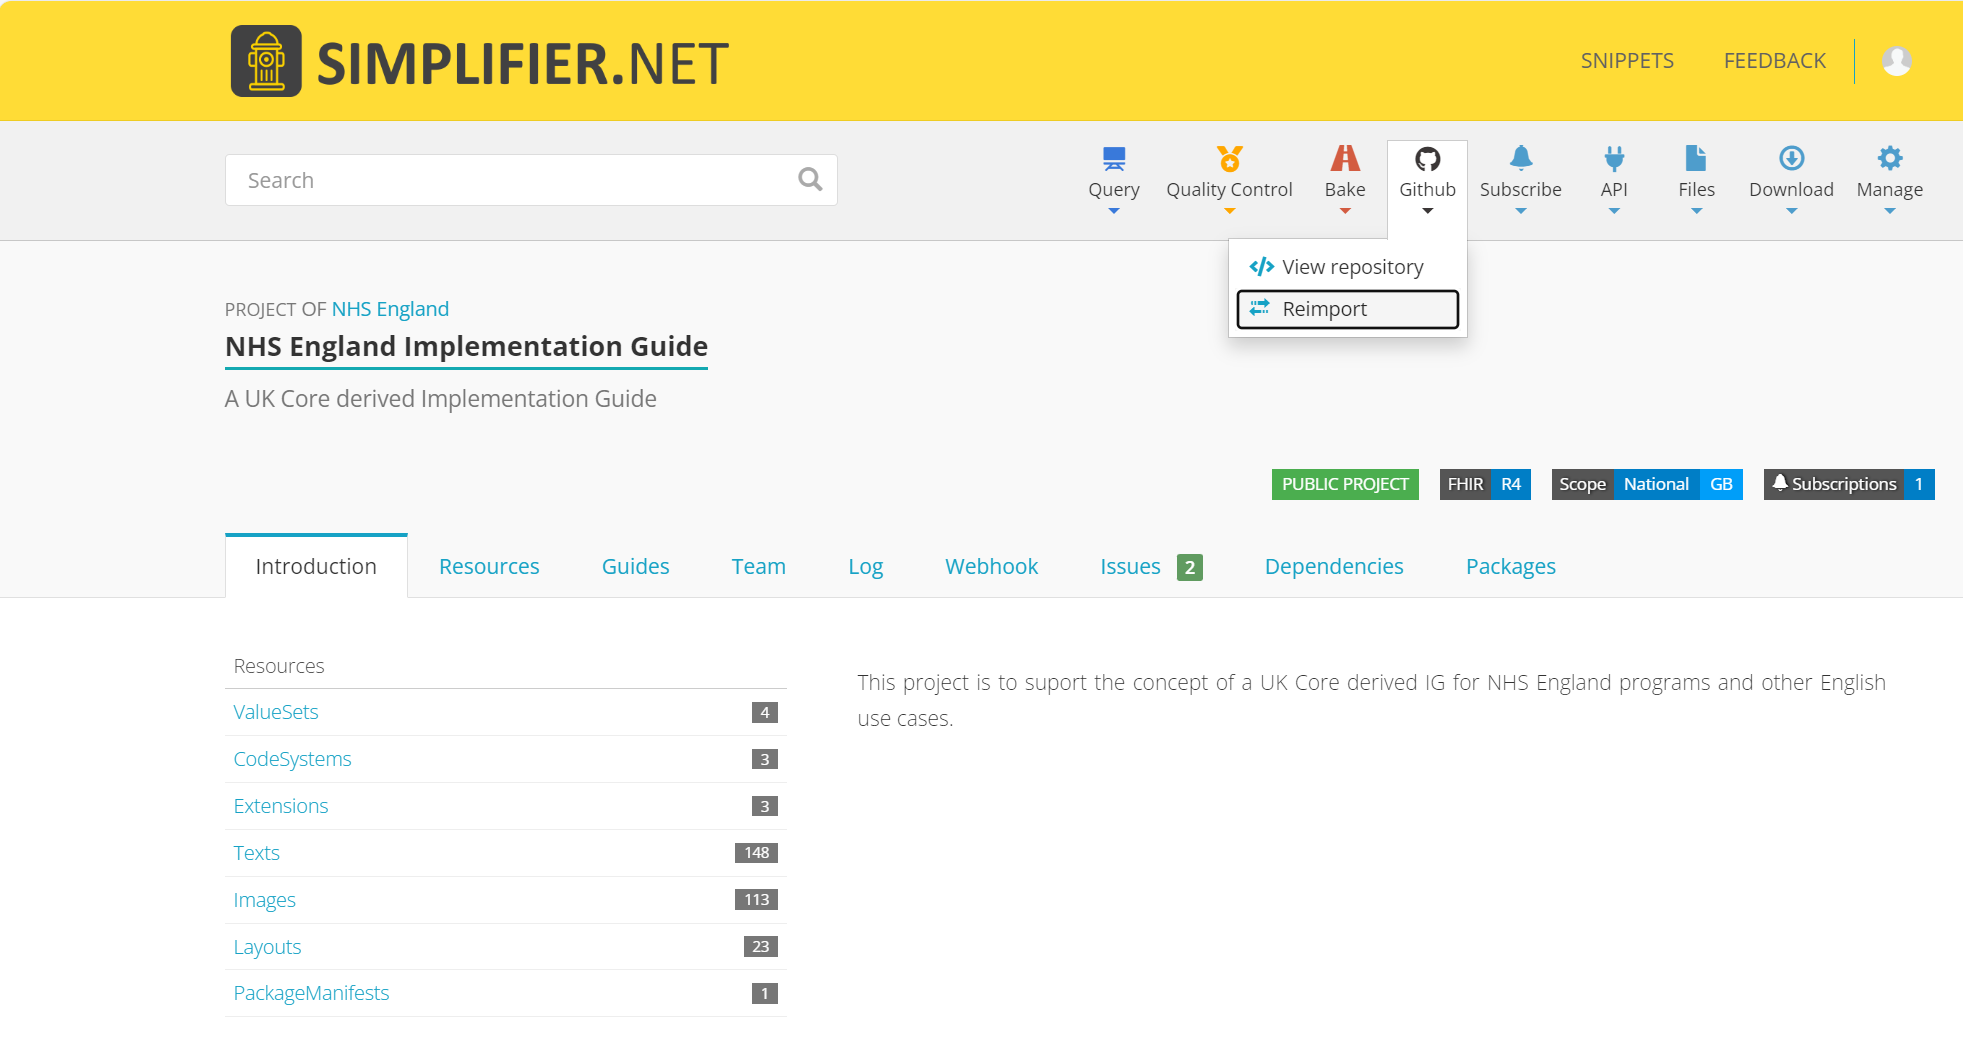 SIMPLIFIER.NET
SNIPPETS
FEEDBACK
Search
Query
Quality Control
Bake
Github
Subscribe
API
Files
Download
Manage
View repository
Reimport
PROJECT OF NHS England
NHS England Implementation Guide
A UK Core derived Implementation Guide
PUBLIC PROJECT
FHIR R4
Scope National GB
Subscriptions 1
Introduction
Resources
Guides
Team
Log
Webhook
Issues 2
Dependencies
Packages
Resources
ValueSets 4
CodeSystems 3
Extensions 3
Texts 148
Images 113
Layouts 23
PackageManifests 1
This project is to suport the concept of a UK Core derived IG for NHS England programs and other English
use cases.